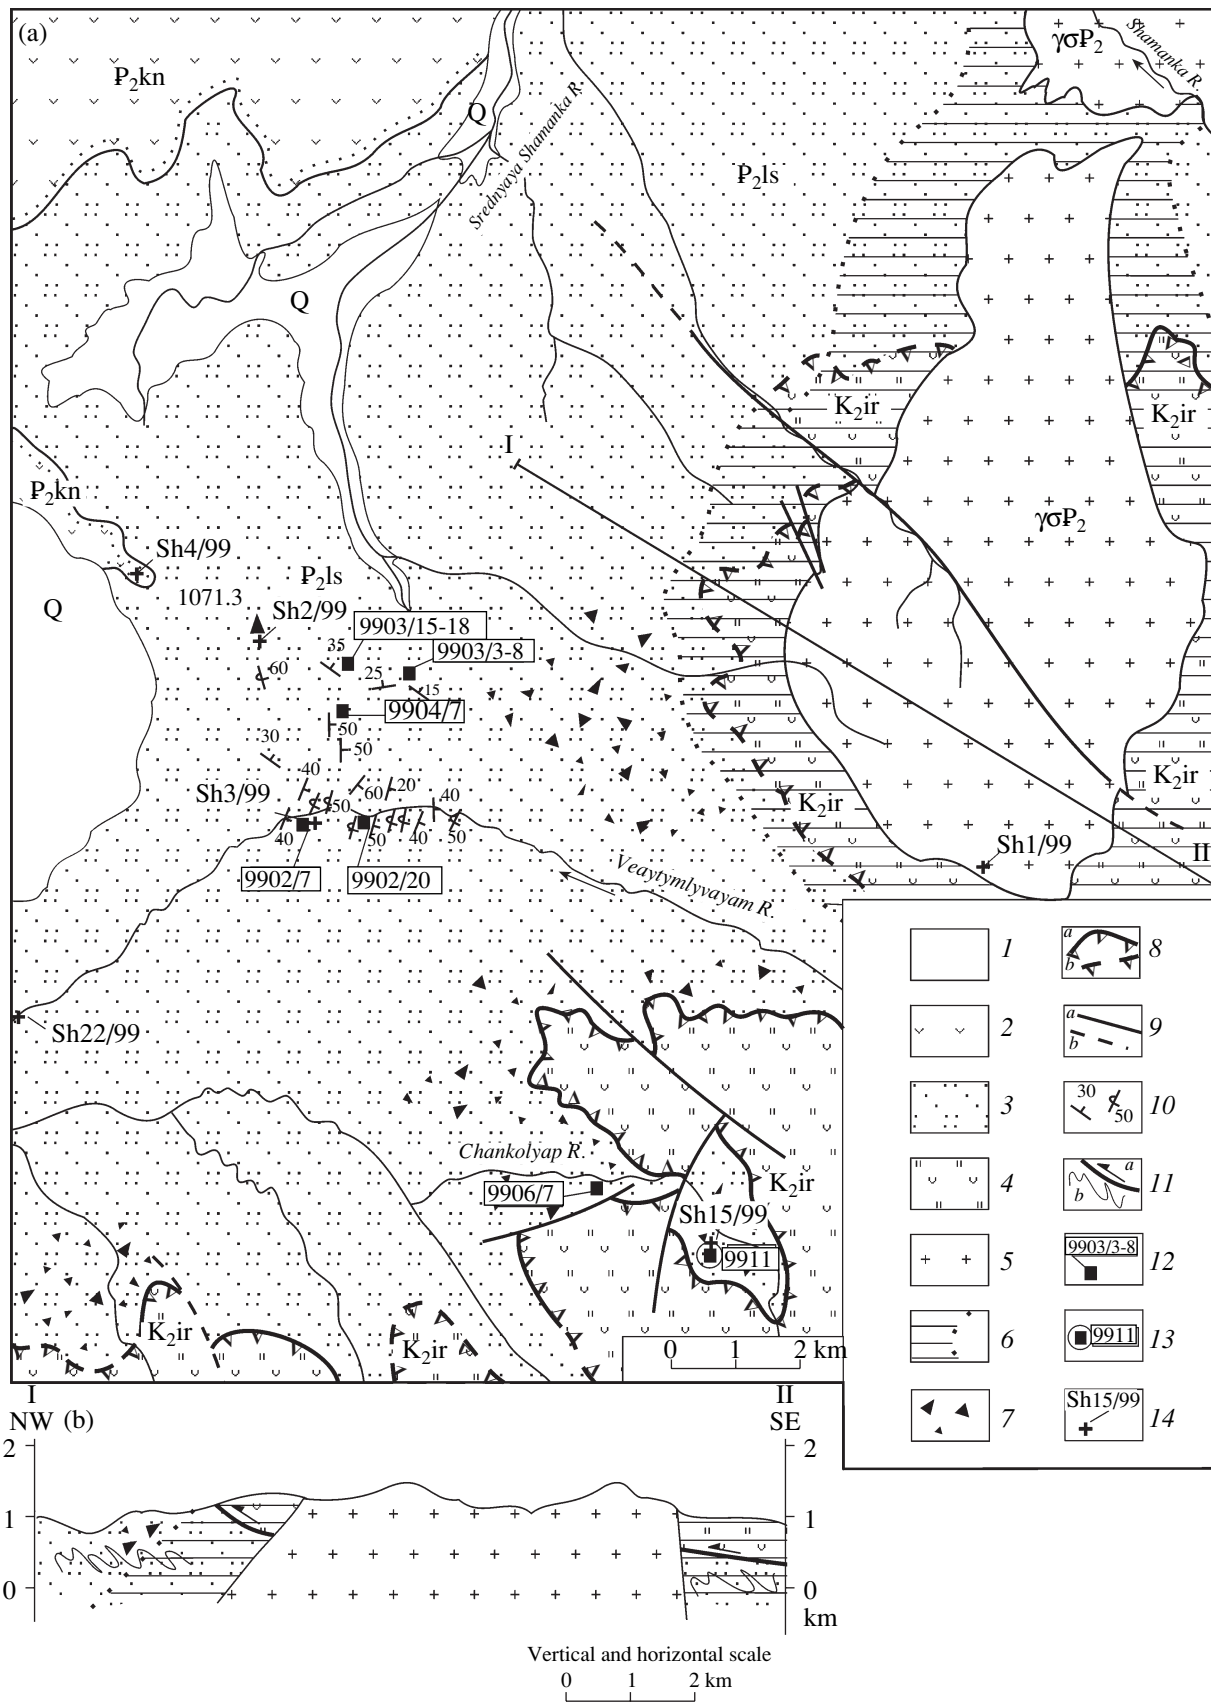 (a)
γσ₽₂
Shamanka R.
₽₂kn
Q
Srednyaya Shamanka R.
₽₂ls
Q
K₂ir
K₂ir
I
₽₂kn
γσ₽₂
Sh4/99
₽₂ls
1071.3
Q
Sh2/99
9903/15-18
35
9903/3-8
60
25
15
9904/7
50
50
30
40
60
20
40
Sh3/99
50
K₂ir
K₂ir
40
50
40
50
Sh1/99
II
9902/7
9902/20
Veaytymlyvayam R.
Sh22/99
Chankolyap R.
9906/7
K₂ir
Sh15/99
9911
K₂ir
K₂ir
0 1 2 km
1
2
3
4
5
6
7
a
b
8
a
b
9
30
50
10
a
b
11
9903/3-8
12
9911
13
Sh15/99
14
I
II
NW (b)
SE
2
2
1
1
0
0
km
Vertical and horizontal scale
0 1 2 km